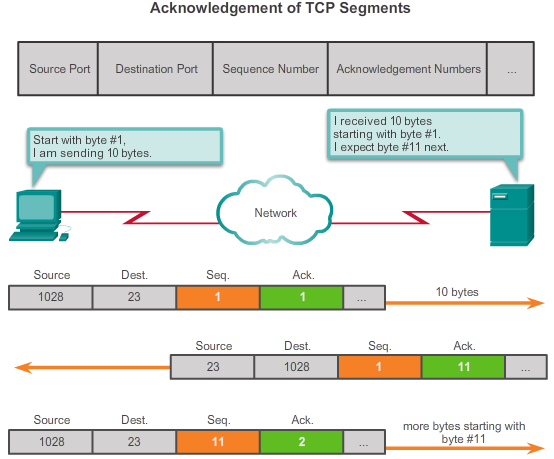 Acknowledgement of TCP Segments
Source Port Destination Port Sequence Number Acknowledgement Numbers ...
Start with byte #1,
I am sending 10 bytes.
I received 10 bytes
starting with byte #1.
I expect byte #11 next.
Network
Source Dest. Seq. Ack.
1028 23 1 1 ...
10 bytes
Source Dest. Seq. Ack.
23 1028 1 11 ...
Source Dest. Seq. Ack.
1028 23 11 2 ...
more bytes starting with
byte #11